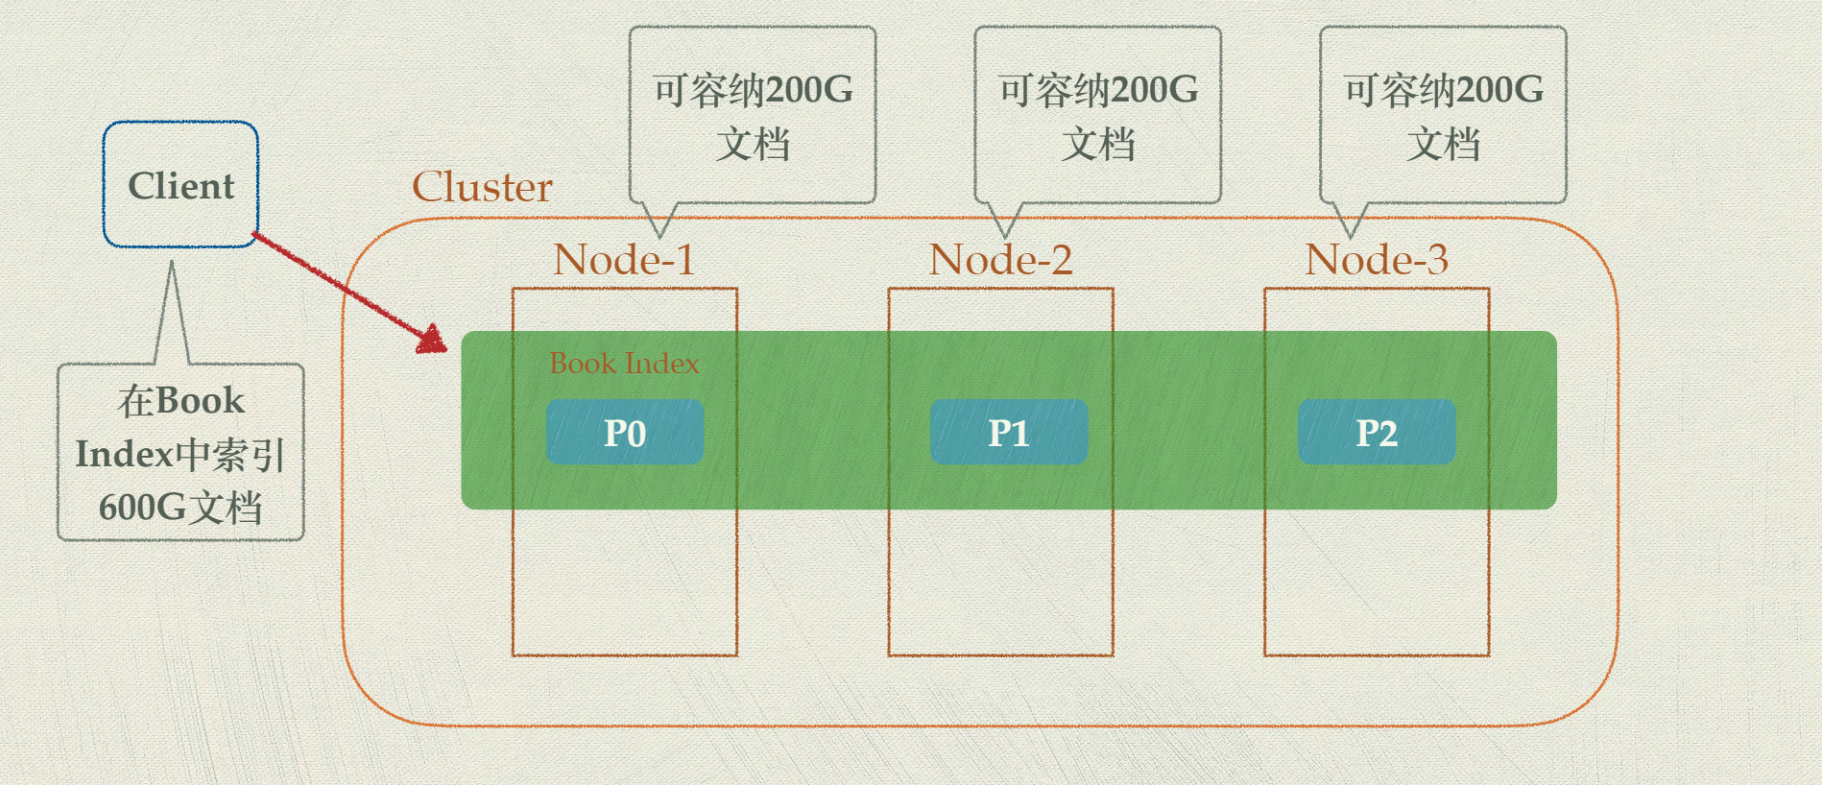 可容纳200G
文档
可容纳200G
文档
可容纳200G
文档
Client
Cluster
Node-1
Node-2
Node-3
Book Index
P0
P1
P2
在Book
Index中索引
600G文档